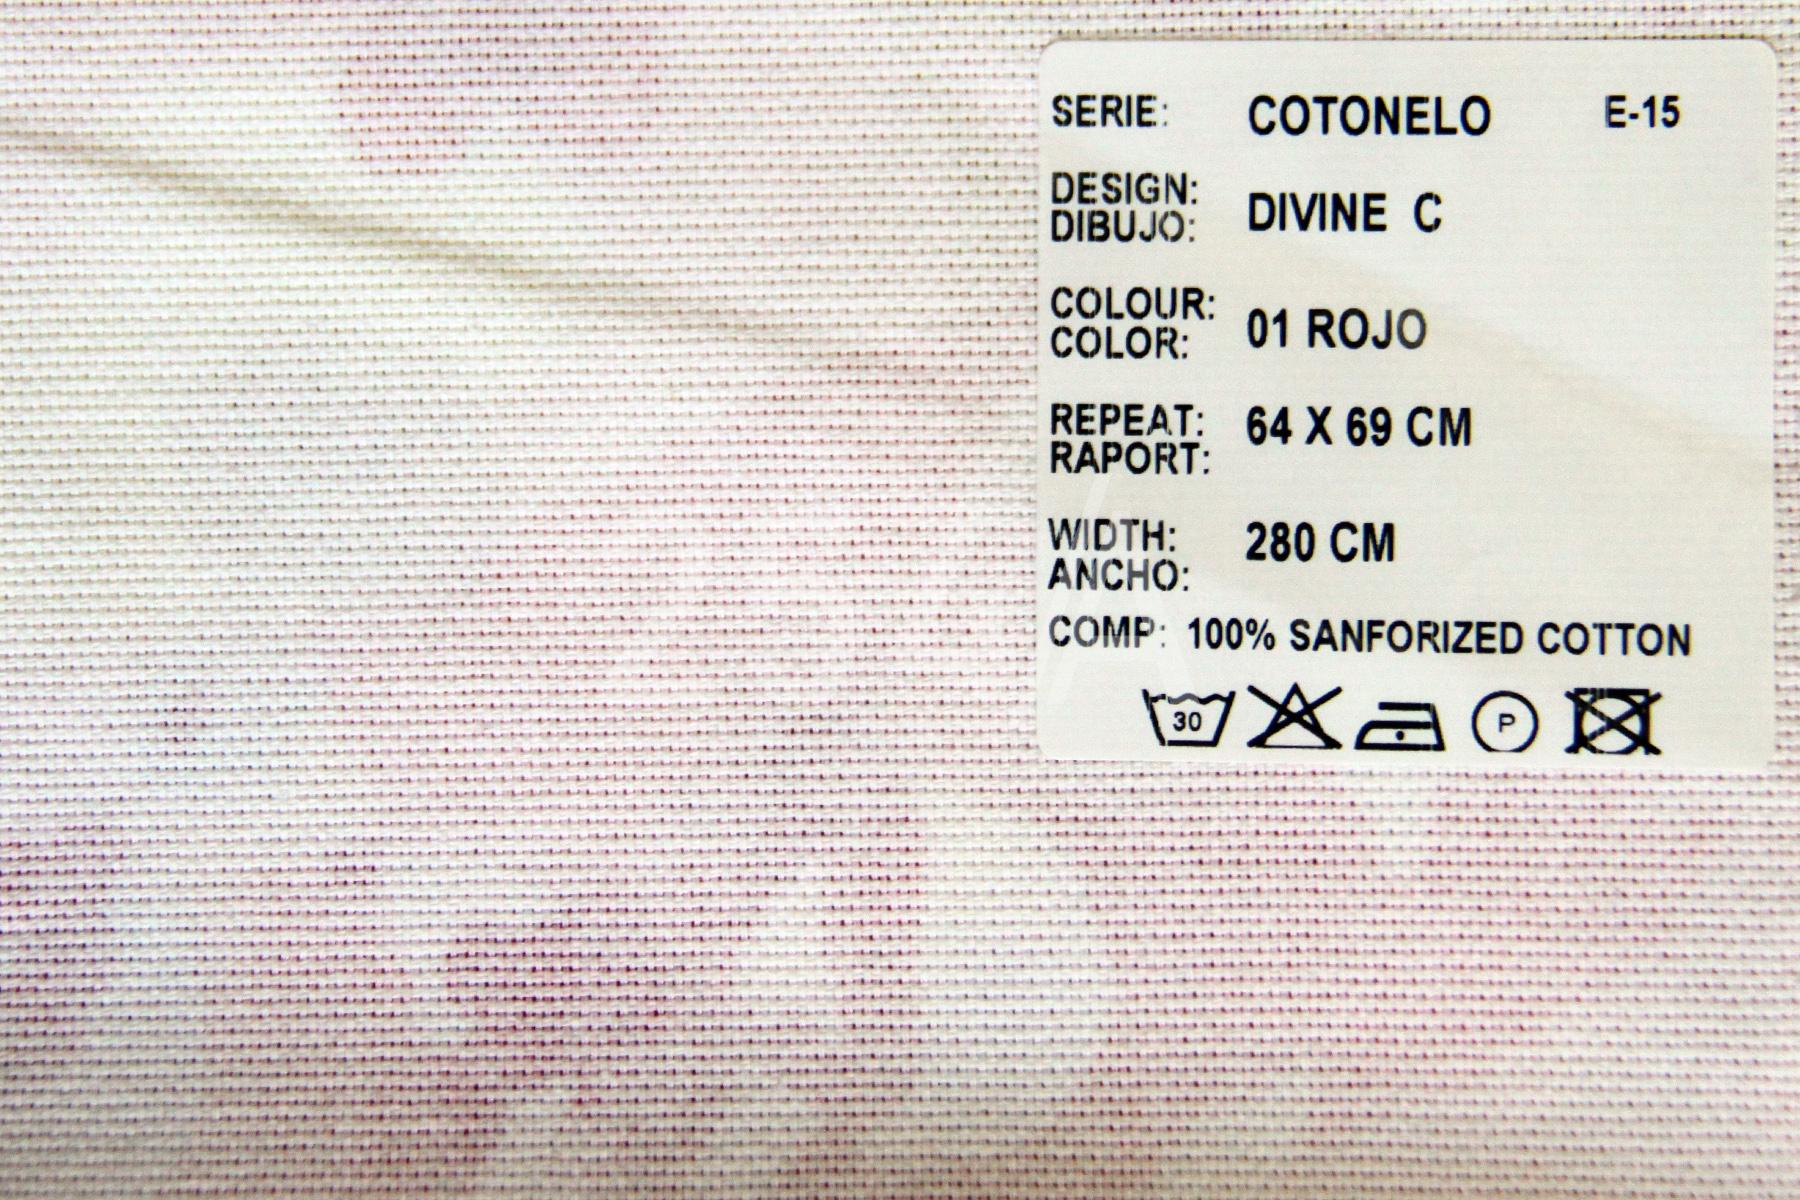 SERIE: COTONELO E-15
DESIGN:
DIBUJO: DIVINE C
COLOUR:
COLOR: 01 ROJO
REPEAT: 64 X 69 CM
RAPORT:
WIDTH: 280 CM
ANCHO:
COMP: 100% SANFORIZED COTTON
30 P